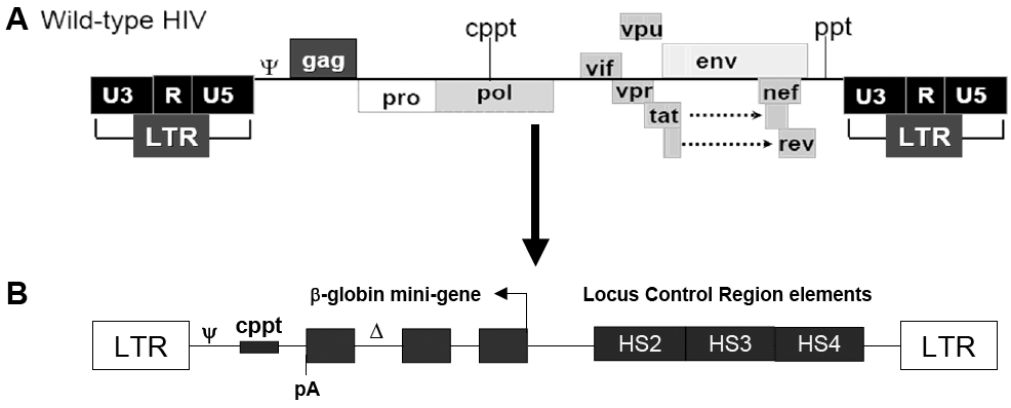 A Wild-type HIV
Ψ gag cppt vif vpu env ppt
U3 R U5 pro pol vpr nef U3 R U5
LTR tat rev LTR
B
β-globin mini-gene Locus Control Region elements
LTR ψ cppt Δ HS2 HS3 HS4 LTR
pA